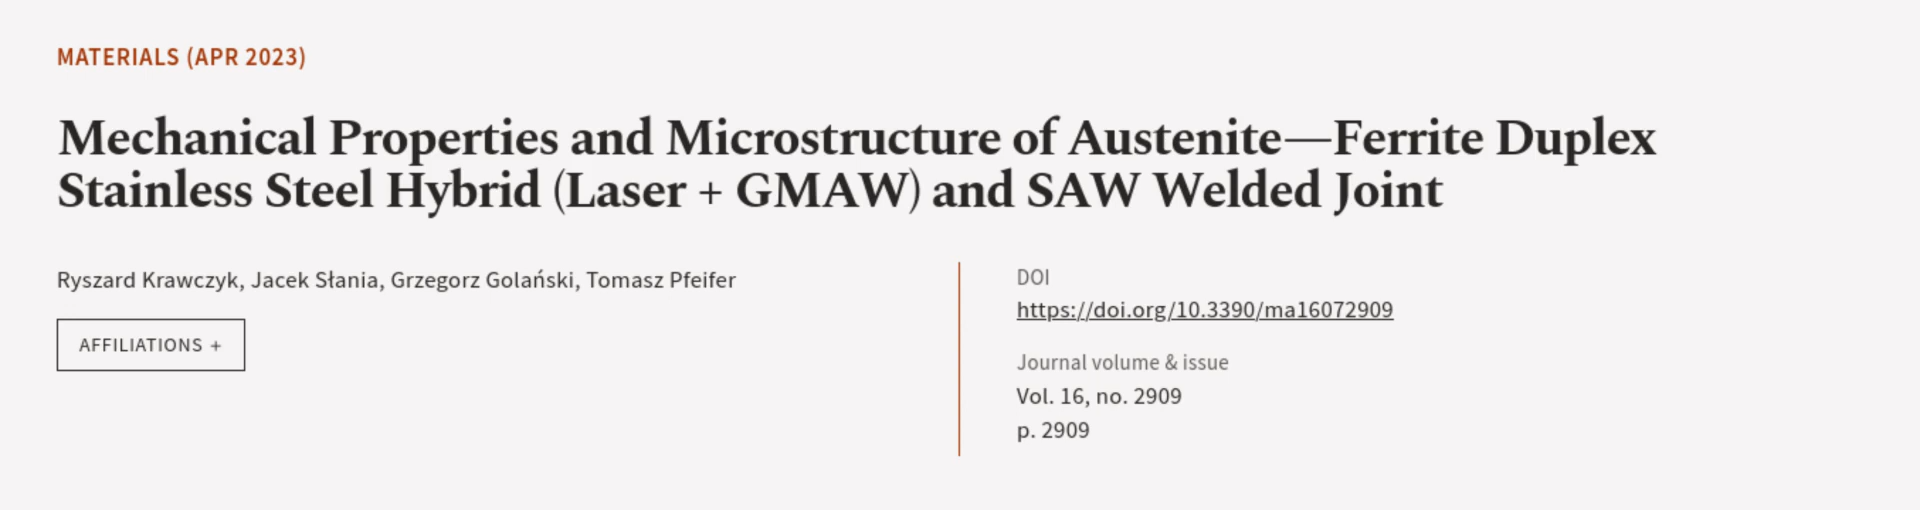 MATERIALS (APR 2023)
Mechanical Properties and Microstructure of Austenite—Ferrite Duplex
Stainless Steel Hybrid (Laser + GMAW) and SAW Welded Joint
Ryszard Krawczyk, Jacek Słania, Grzegorz Golański, Tomasz Pfeifer
AFFILIATIONS +
DOI
https://doi.org/10.3390/ma16072909
Journal volume & issue
Vol. 16, no. 2909
p. 2909